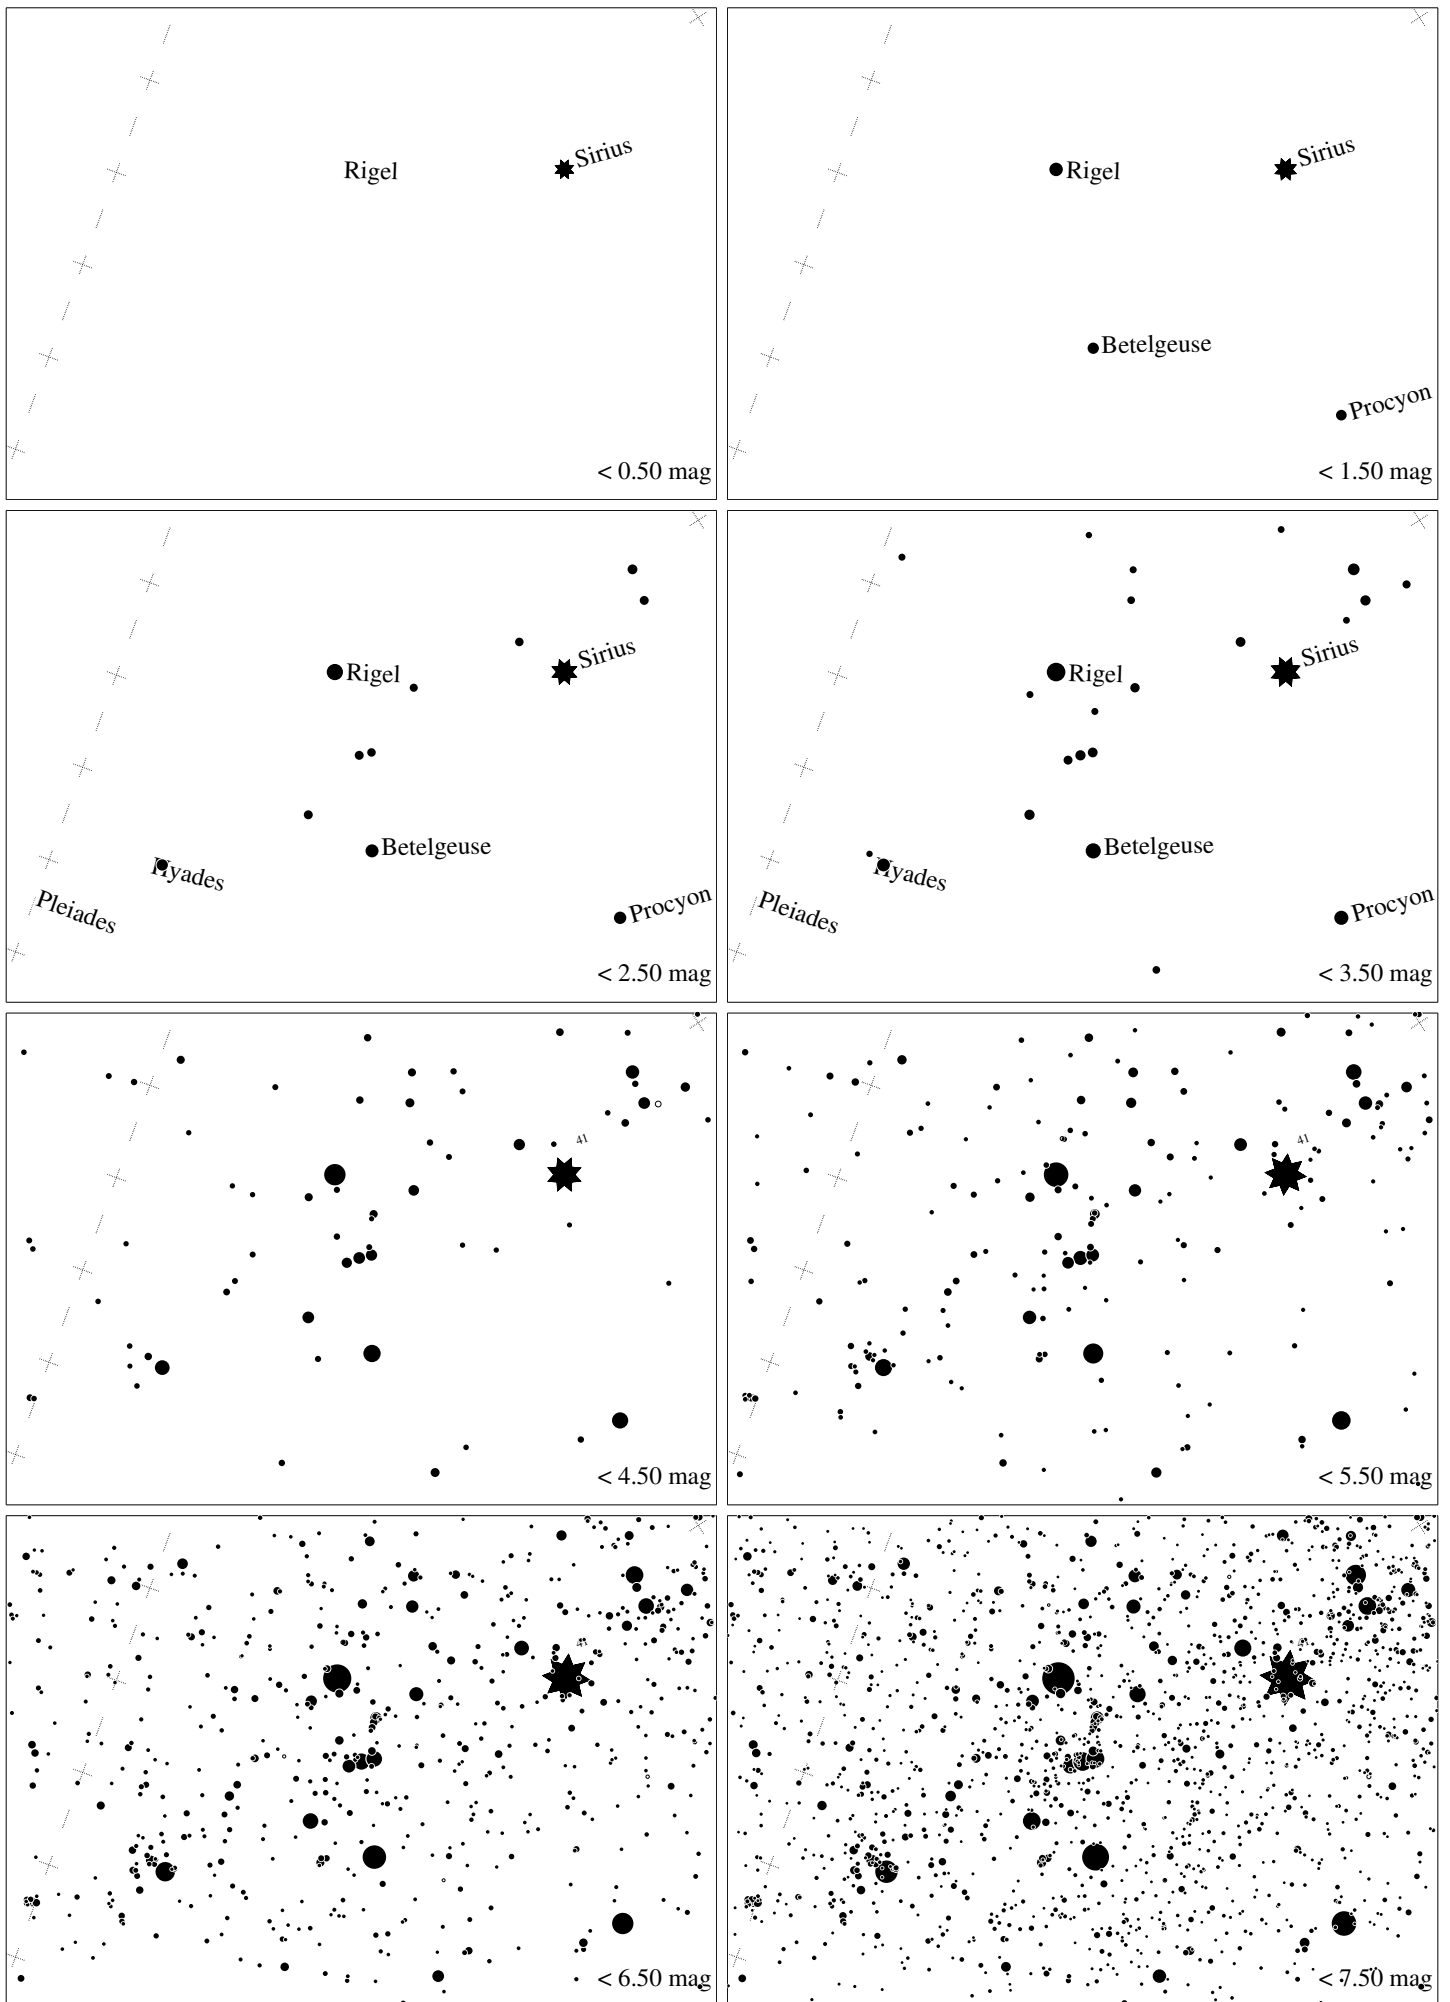 Rigel
Sirius
< 0.50 mag
Rigel
Sirius
Betelgeuse
Procyon
< 1.50 mag
Rigel
Sirius
Betelgeuse
Hyades
Pleiades
Procyon
< 2.50 mag
Rigel
Sirius
Betelgeuse
Hyades
Pleiades
Procyon
< 3.50 mag
41
< 4.50 mag
41
< 5.50 mag
41
< 6.50 mag
< 7.50 mag